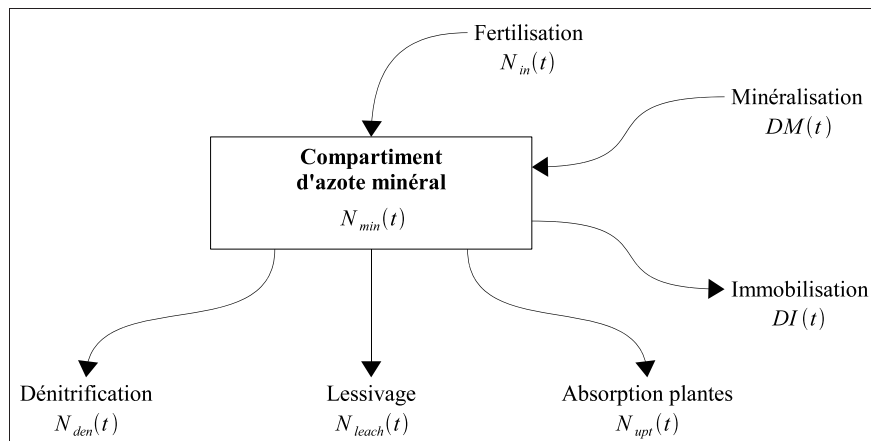 Fertilisation
N_in(t)
Minéralisation
DM(t)
Compartiment
d'azote minéral
N_min(t)
Immobilisation
DI(t)
Dénitrification
N_den(t)
Lessivage
N_leach(t)
Absorption plantes
N_upt(t)